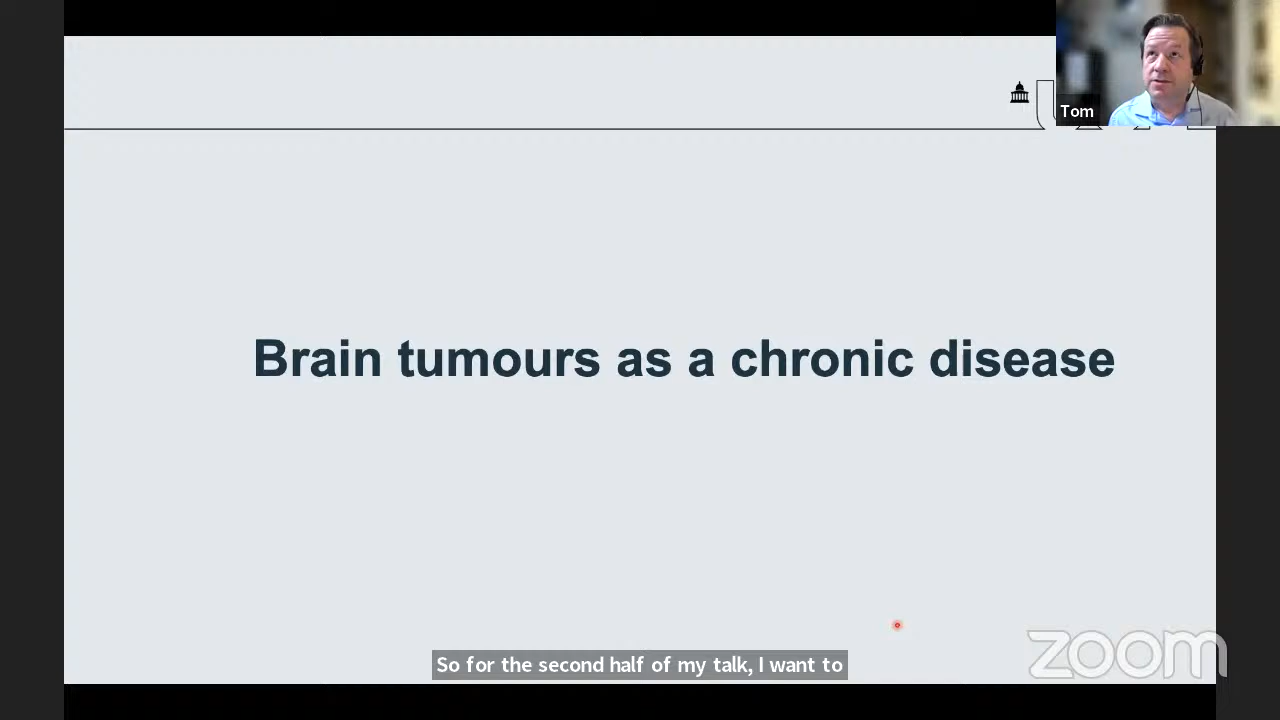 Tom
Brain tumours as a chronic disease
So for the second half of my talk, I want to
zoom